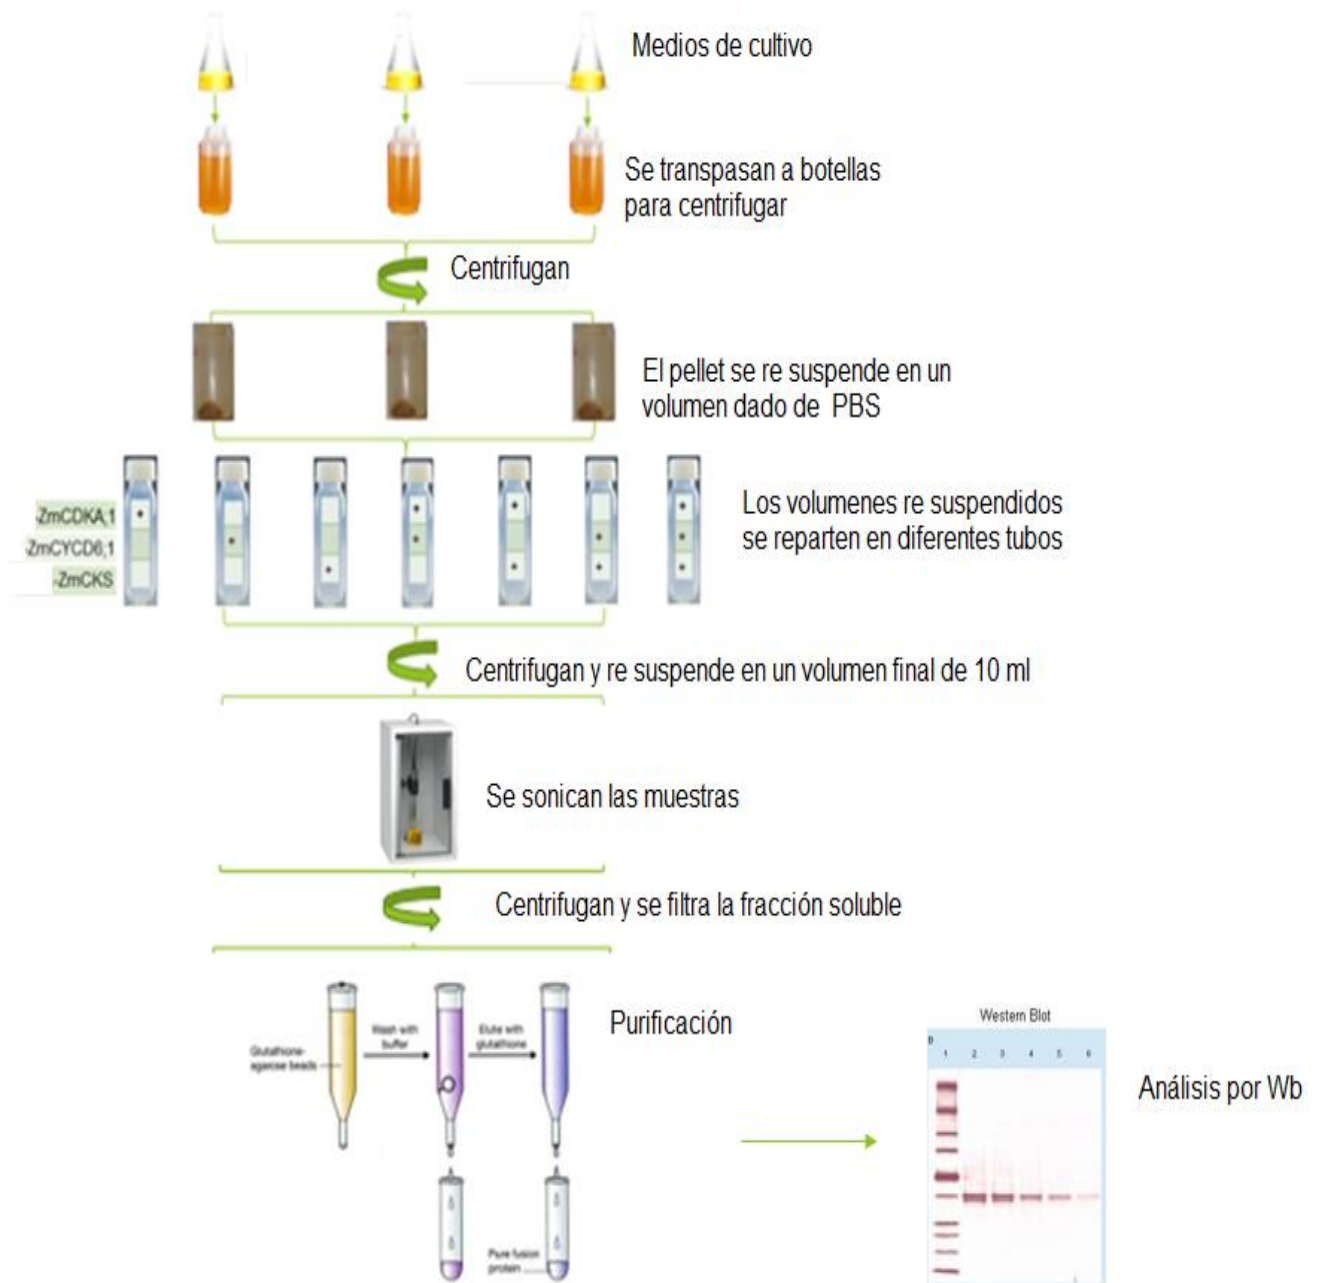 Medios de cultivo
Se transpasan a botellas
para centrifugar
Centrifugan
El pellet se re suspende en un
volumen dado de PBS
Los volumenes re suspendidos
se reparten en diferentes tubos
-ZmCDKA;1
-ZmCYCD6;1
-ZmCKS
Centrifugan y re suspende en un volumen final de 10 ml
Se sonican las muestras
Centrifugan y se filtra la fracción soluble
Purificación
Glutathione-
agarose beads
Wash with
buffer
Elute with
glutathione
Pure fusion
protein
Western Blot
1 2 3 4 5 6
Análisis por Wb